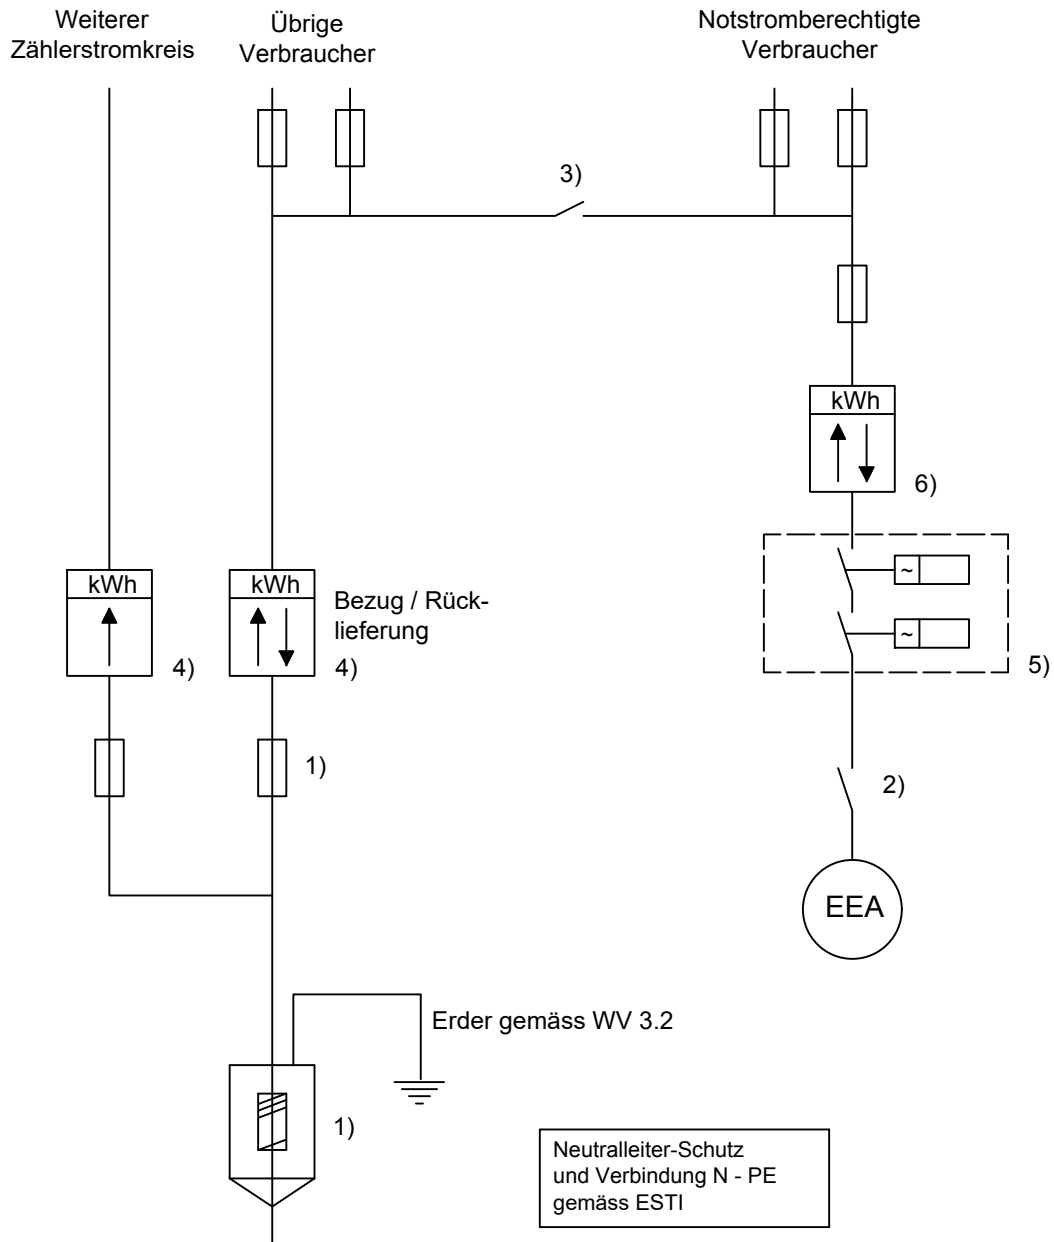 Weiterer
Zählerstromkreis
Übrige
Verbraucher
Notstromberechtigte
Verbraucher
3)
kWh
6)
~
~
5)
kWh
4)
kWh
Bezug / Rück-
lieferung
4)
1)
2)
EEA
Erder gemäss WV 3.2
1)
Neutralleiter-Schutz
und Verbindung N - PE
gemäss ESTI